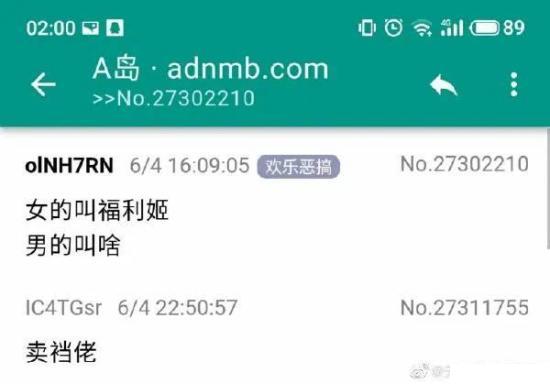 02:00 4G 89
A岛 · adnmb.com
>>No.27302210
olNH7RN 6/4 16:09:05 欢乐恶搞 No.27302210
女的叫福利姬
男的叫啥
IC4TGsr 6/4 22:50:57 No.27311755
卖裆佬